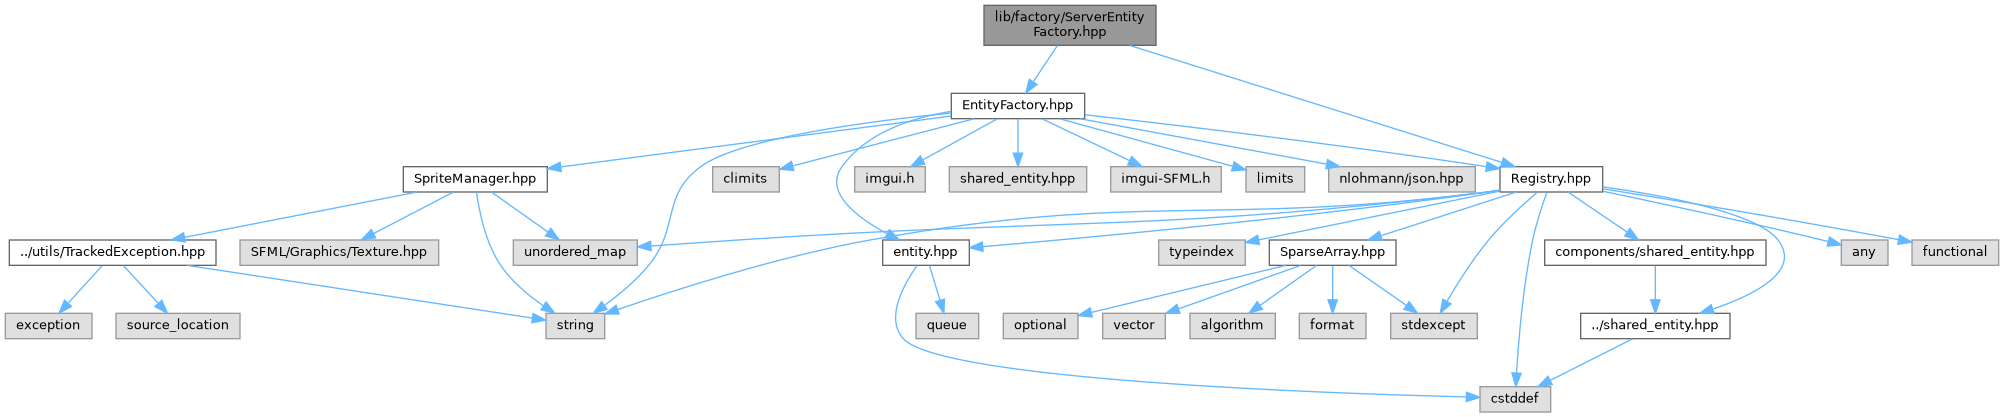 lib/factory/ServerEntity
Factory.hpp
EntityFactory.hpp
SpriteManager.hpp
climits
imgui.h
shared_entity.hpp
imgui-SFML.h
limits
nlohmann/json.hpp
Registry.hpp
../utils/TrackedException.hpp
SFML/Graphics/Texture.hpp
unordered_map
entity.hpp
typeindex
SparseArray.hpp
components/shared_entity.hpp
any
functional
exception
source_location
string
queue
optional
vector
algorithm
format
stdexcept
../shared_entity.hpp
cstddef